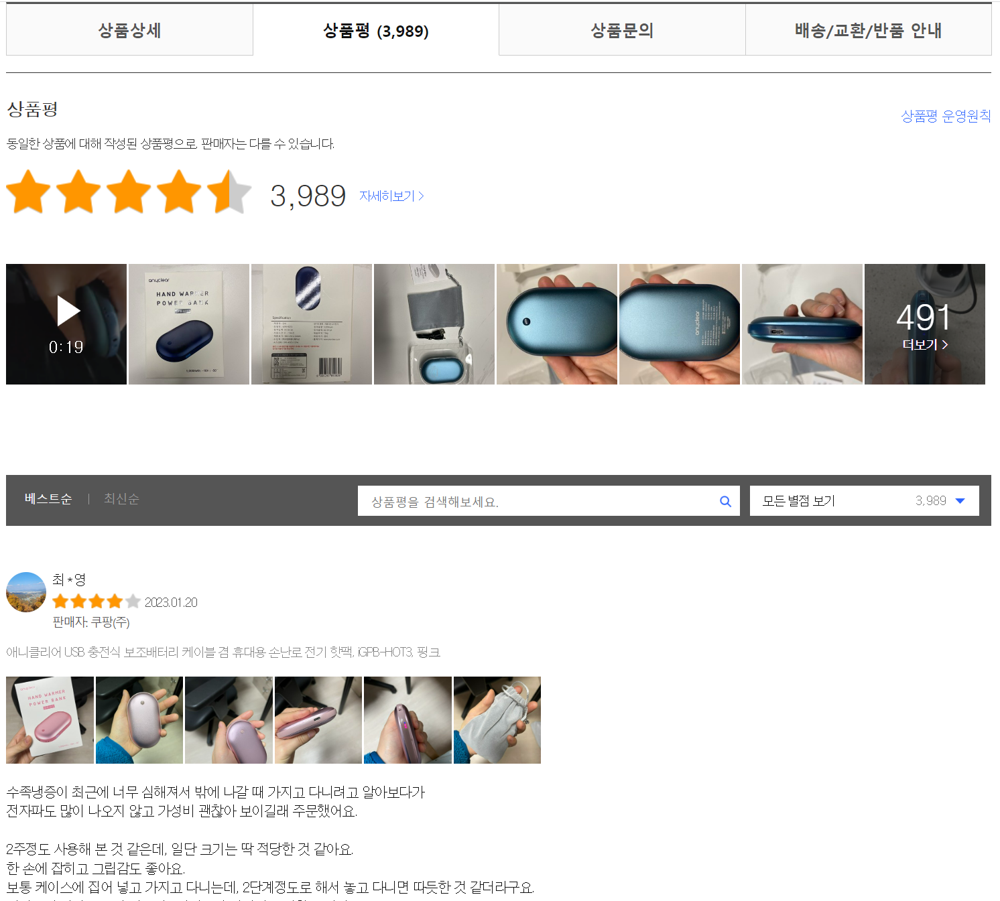 상품상세
상품평 (3,989)
상품문의
배송/교환/반품 안내
상품평
상품평 운영원칙
동일한 상품에 대해 작성된 상품평으로, 판매자는 다를 수 있습니다.
3,989 자세히보기 >
0:19
anyclear
HAND WARMER
POWER BANK
Specification
anyclear
491
더보기 >
베스트순 | 최신순
상품평을 검색해보세요.
모든 별점 보기 3,989
최*영
2023.01.20
판매자: 쿠팡(주)
애니클리어 USB 충전식 보조배터리 케이블 겸 휴대용 손난로 전기 핫팩, iGPB-HOT3, 핑크
HAND WARMER
POWER BANK
수족냉증이 최근에 너무 심해져서 밖에 나갈 때 가지고 다니려고 알아보다가
전자파도 많이 나오지 않고 가성비 괜찮아 보이길래 주문했어요.
2주정도 사용해 본 것 같은데, 일단 크기는 딱 적당한 것 같아요.
한 손에 잡히고 그립감도 좋아요.
보통 케이스에 집어 넣고 가지고 다니는데, 2단계정도로 해서 놓고 다니면 따듯한 것 같더라구요.